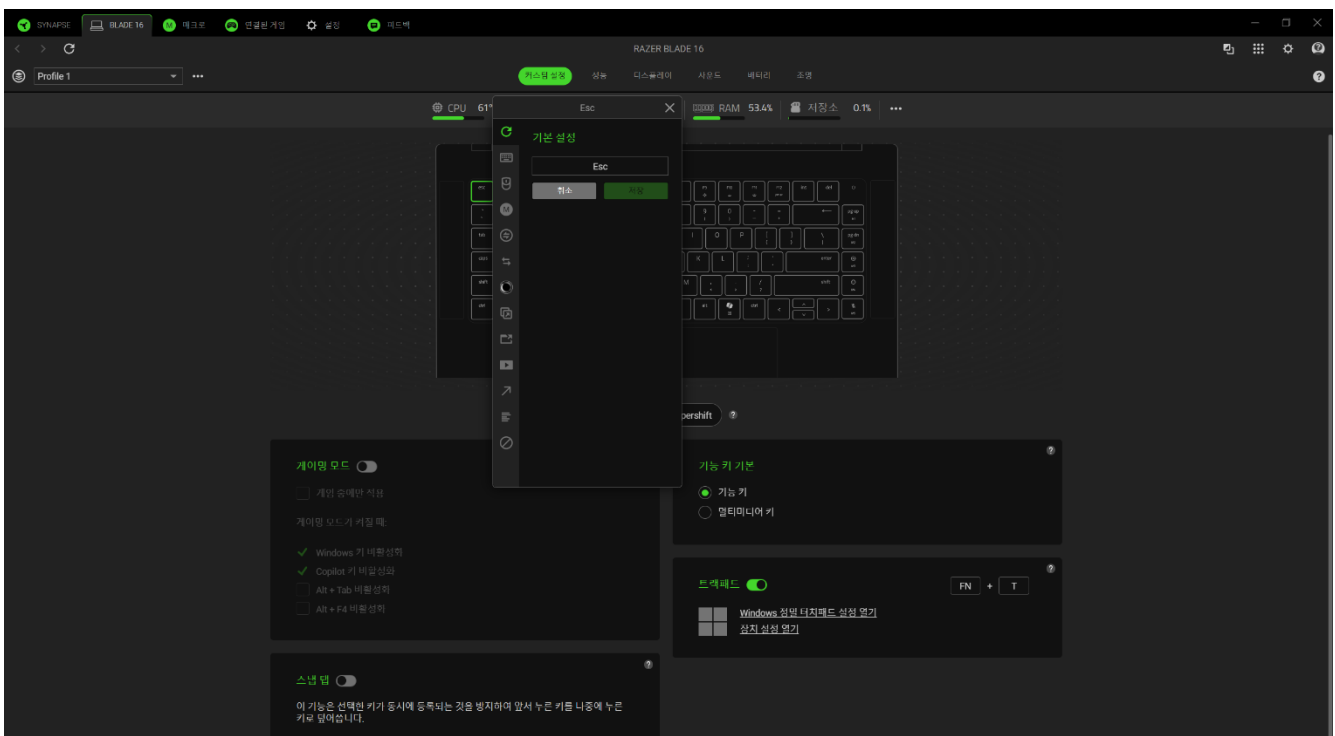 SYNAPSE BLADE 16 매크로 연결된 게임 설정 피드백
RAZER BLADE 16
Profile 1 커스텀 설정 성능 디스플레이 사운드 배터리 조명
CPU 61° RAM 53.4% 저장소 0.1%
Esc
기본 설정
Esc
취소 저장
esc
del
tab
O P
K L
enter
shift
M
shift
pershift
게이밍 모드
게임 중에만 적용
게이밍 모드가 켜질 때:
Windows 키 비활성화
Copilot 키 비활성화
Alt + Tab 비활성화
Alt + F4 비활성화
기능 키 기본
기능 키
멀티미디어 키
트랙패드 FN + T
Windows 정밀 터치패드 설정 열기
장치 설정 열기
스냅 탭
이 기능은 선택한 키가 동시에 등록되는 것을 방지하여 앞서 누른 키를 나중에 누른
키로 덮어씁니다.